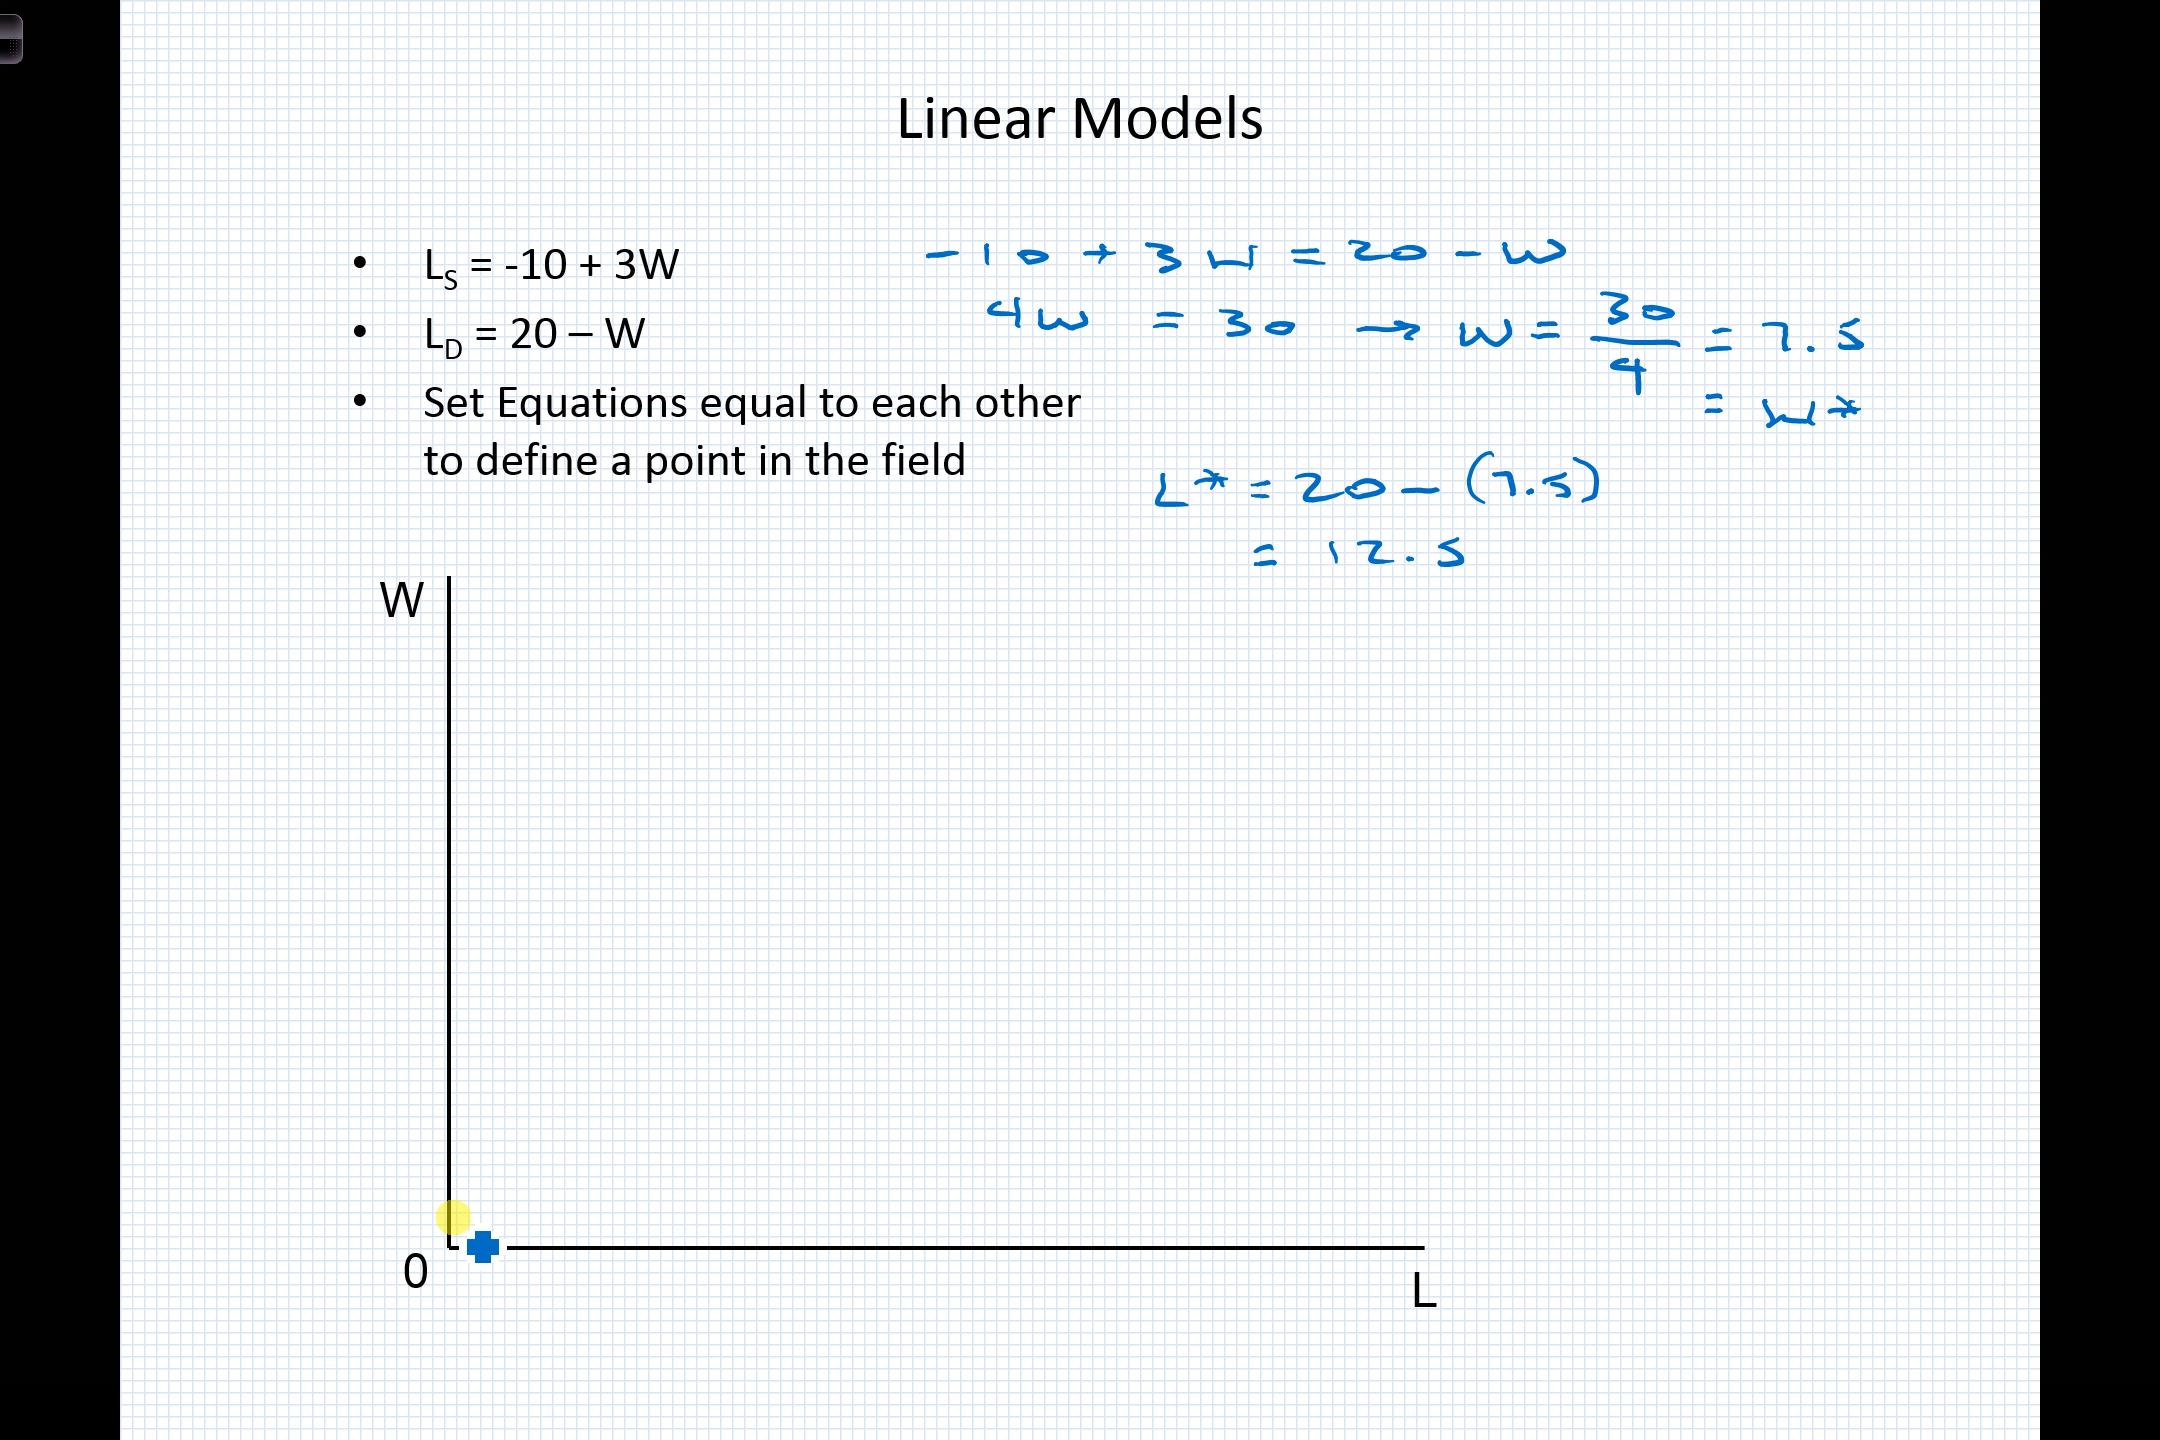 Linear Models
• L_S = -10 + 3W
• L_D = 20 – W
• Set Equations equal to each other
to define a point in the field
-10 + 3W = 20 - W
4W = 30 → W = 30/4 = 7.5
= W*
L* = 20 - (7.5)
= 12.5
W
0
L